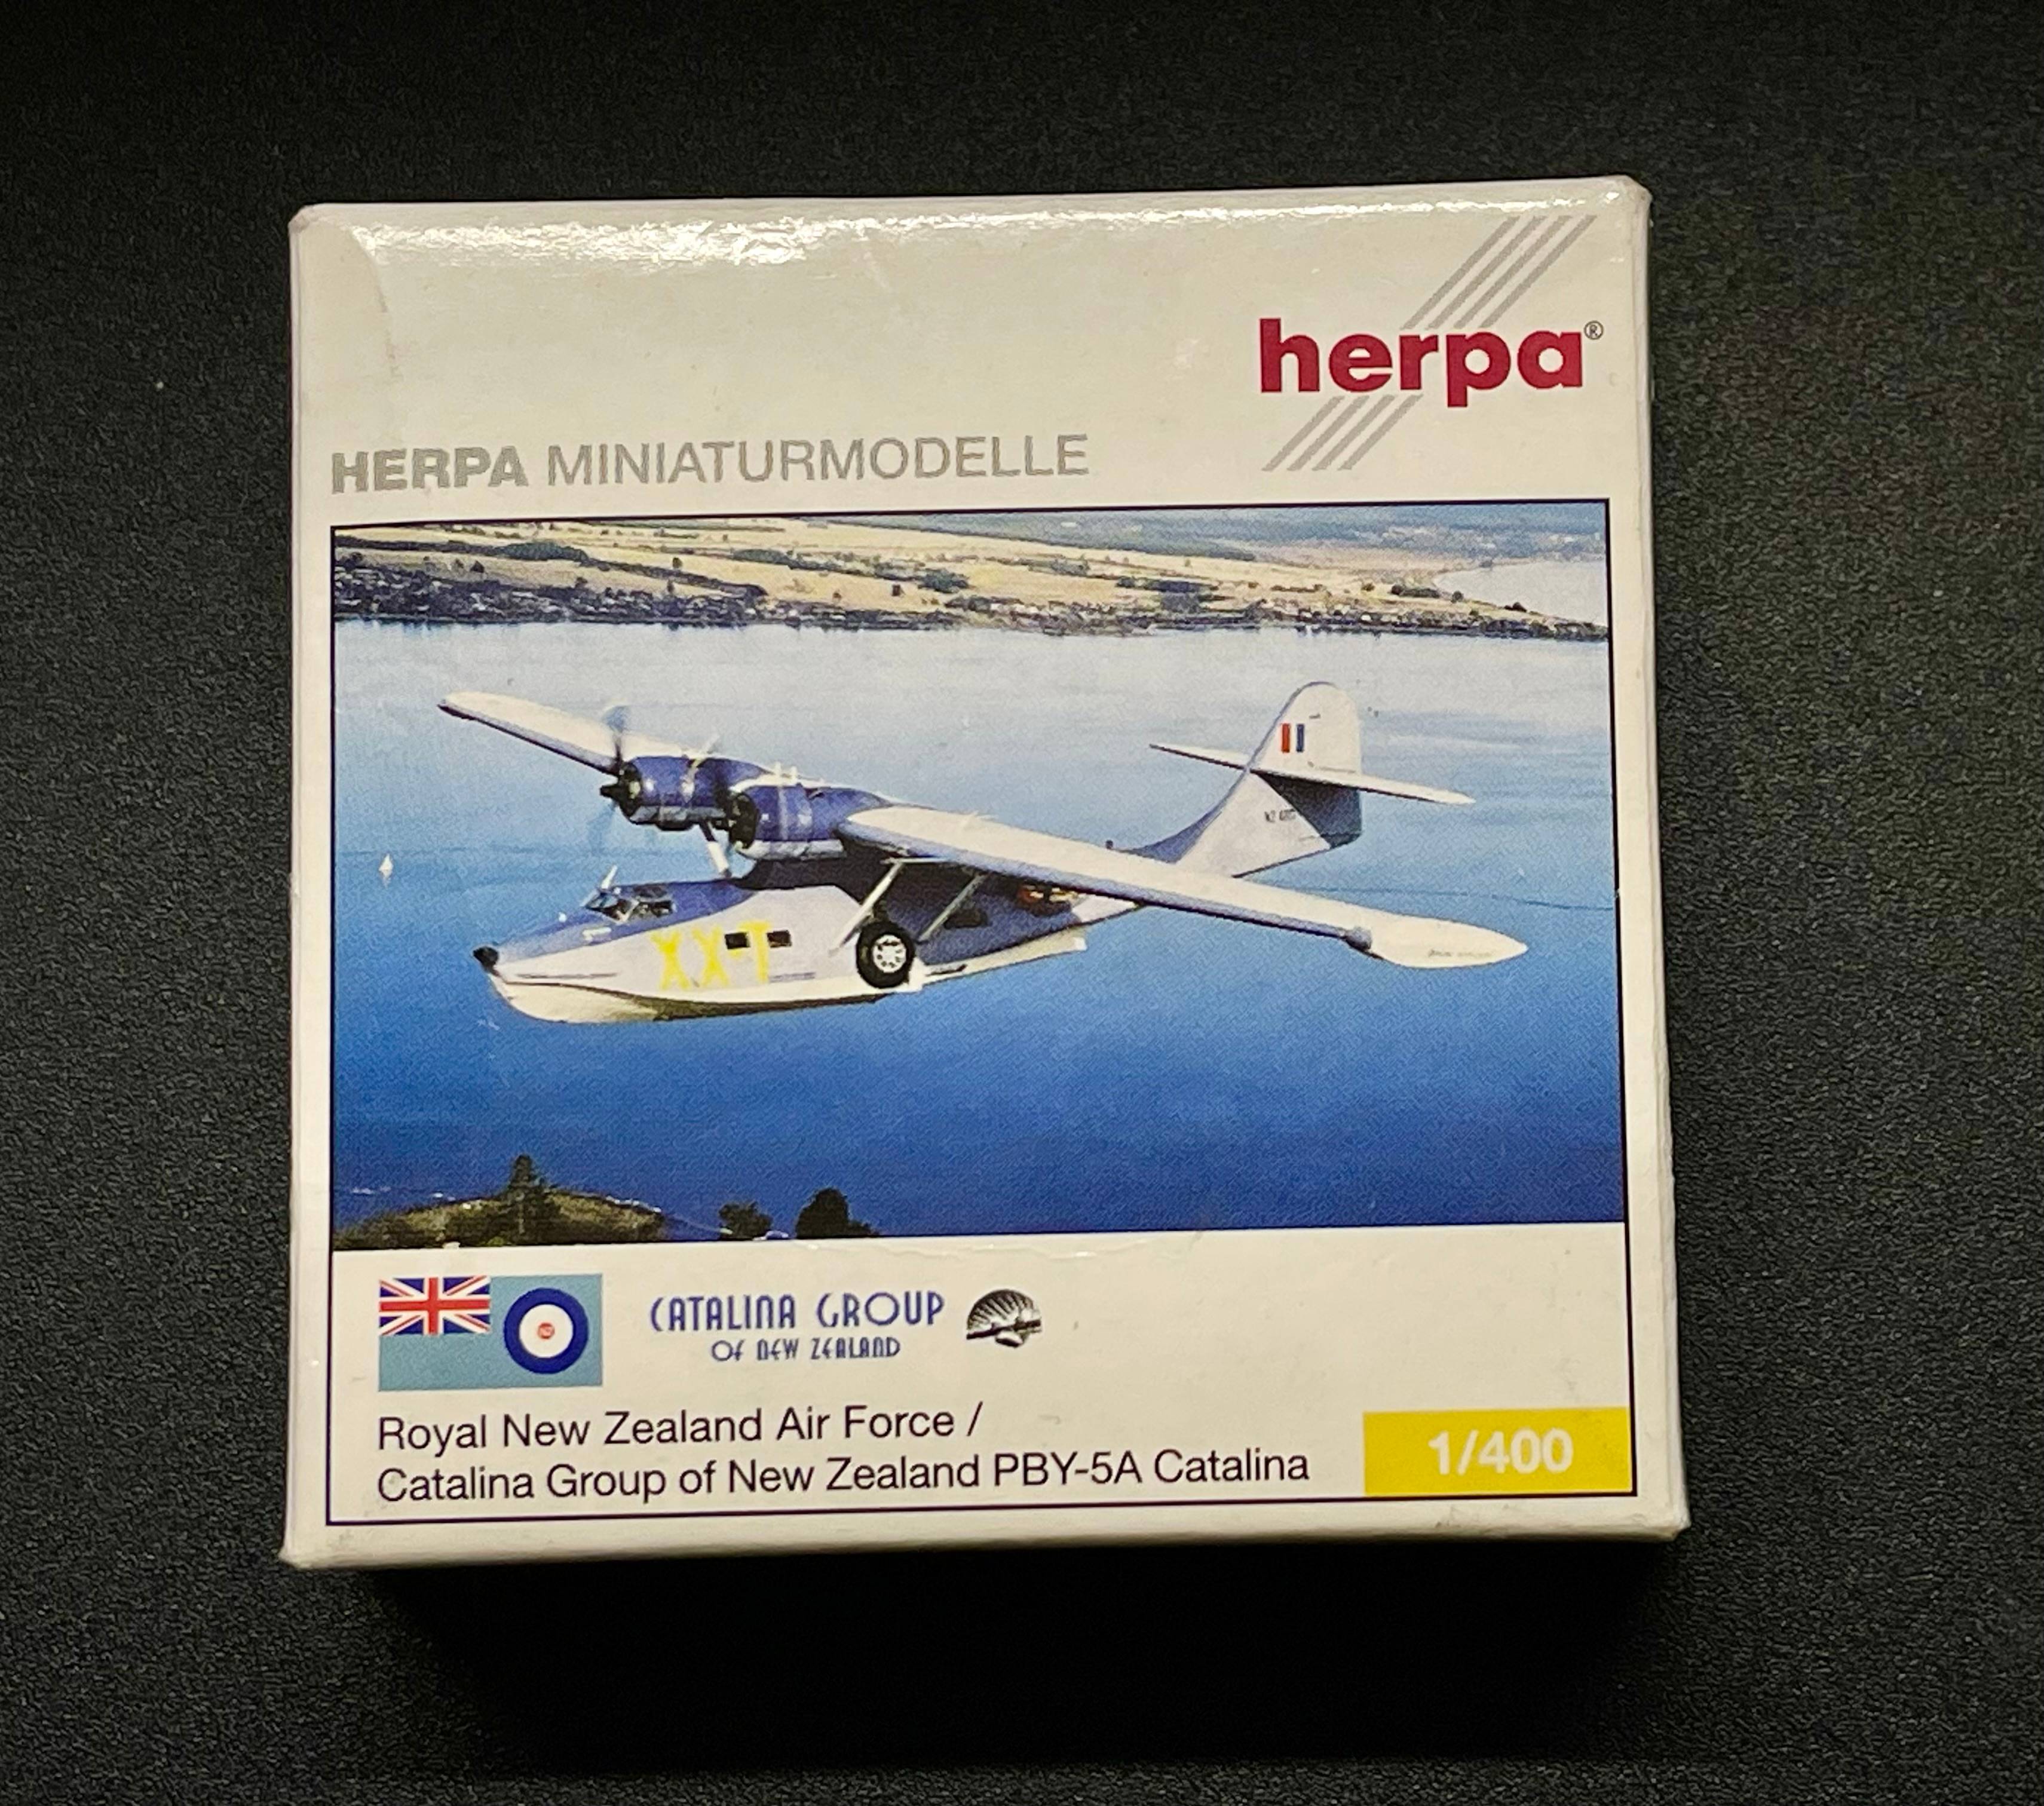 herpa®
HERPA MINIATURMODELLE
XX-T
CATALINA GROUP
OF NEW ZEALAND
NZ
Royal New Zealand Air Force /
Catalina Group of New Zealand PBY-5A Catalina
1/400